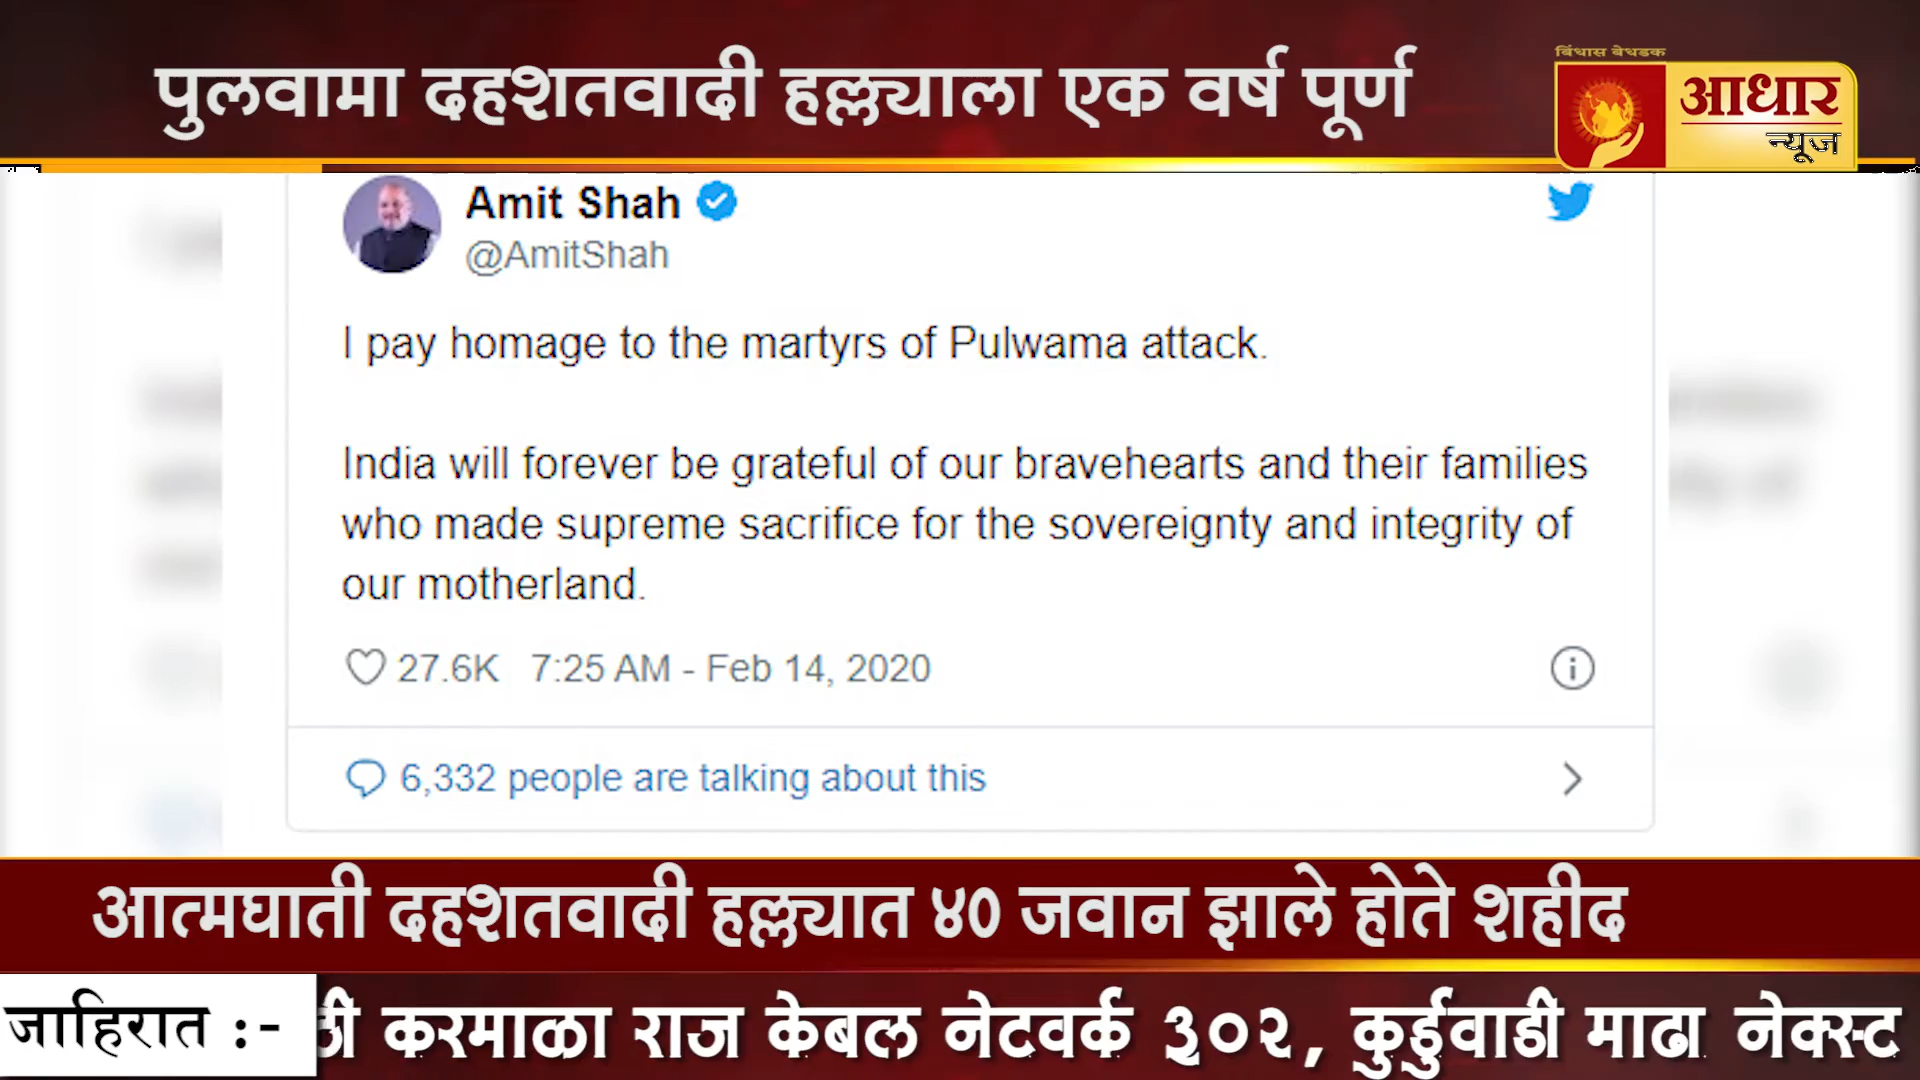 पुलवामा दहशतवादी हल्ल्याला एक वर्ष पूर्ण
बिंधास बेधडक
आधार
न्यूज
Amit Shah
@AmitShah
I pay homage to the martyrs of Pulwama attack.
India will forever be grateful of our bravehearts and their families
who made supreme sacrifice for the sovereignty and integrity of
our motherland.
27.6K 7:25 AM - Feb 14, 2020
6,332 people are talking about this
आत्मघाती दहशतवादी हल्ल्यात ४० जवान झाले होते शहीद
जाहिरात :-
करमाळा राज केबल नेटवर्क ३०२, कुर्डुवाडी माढा नेक्स्ट